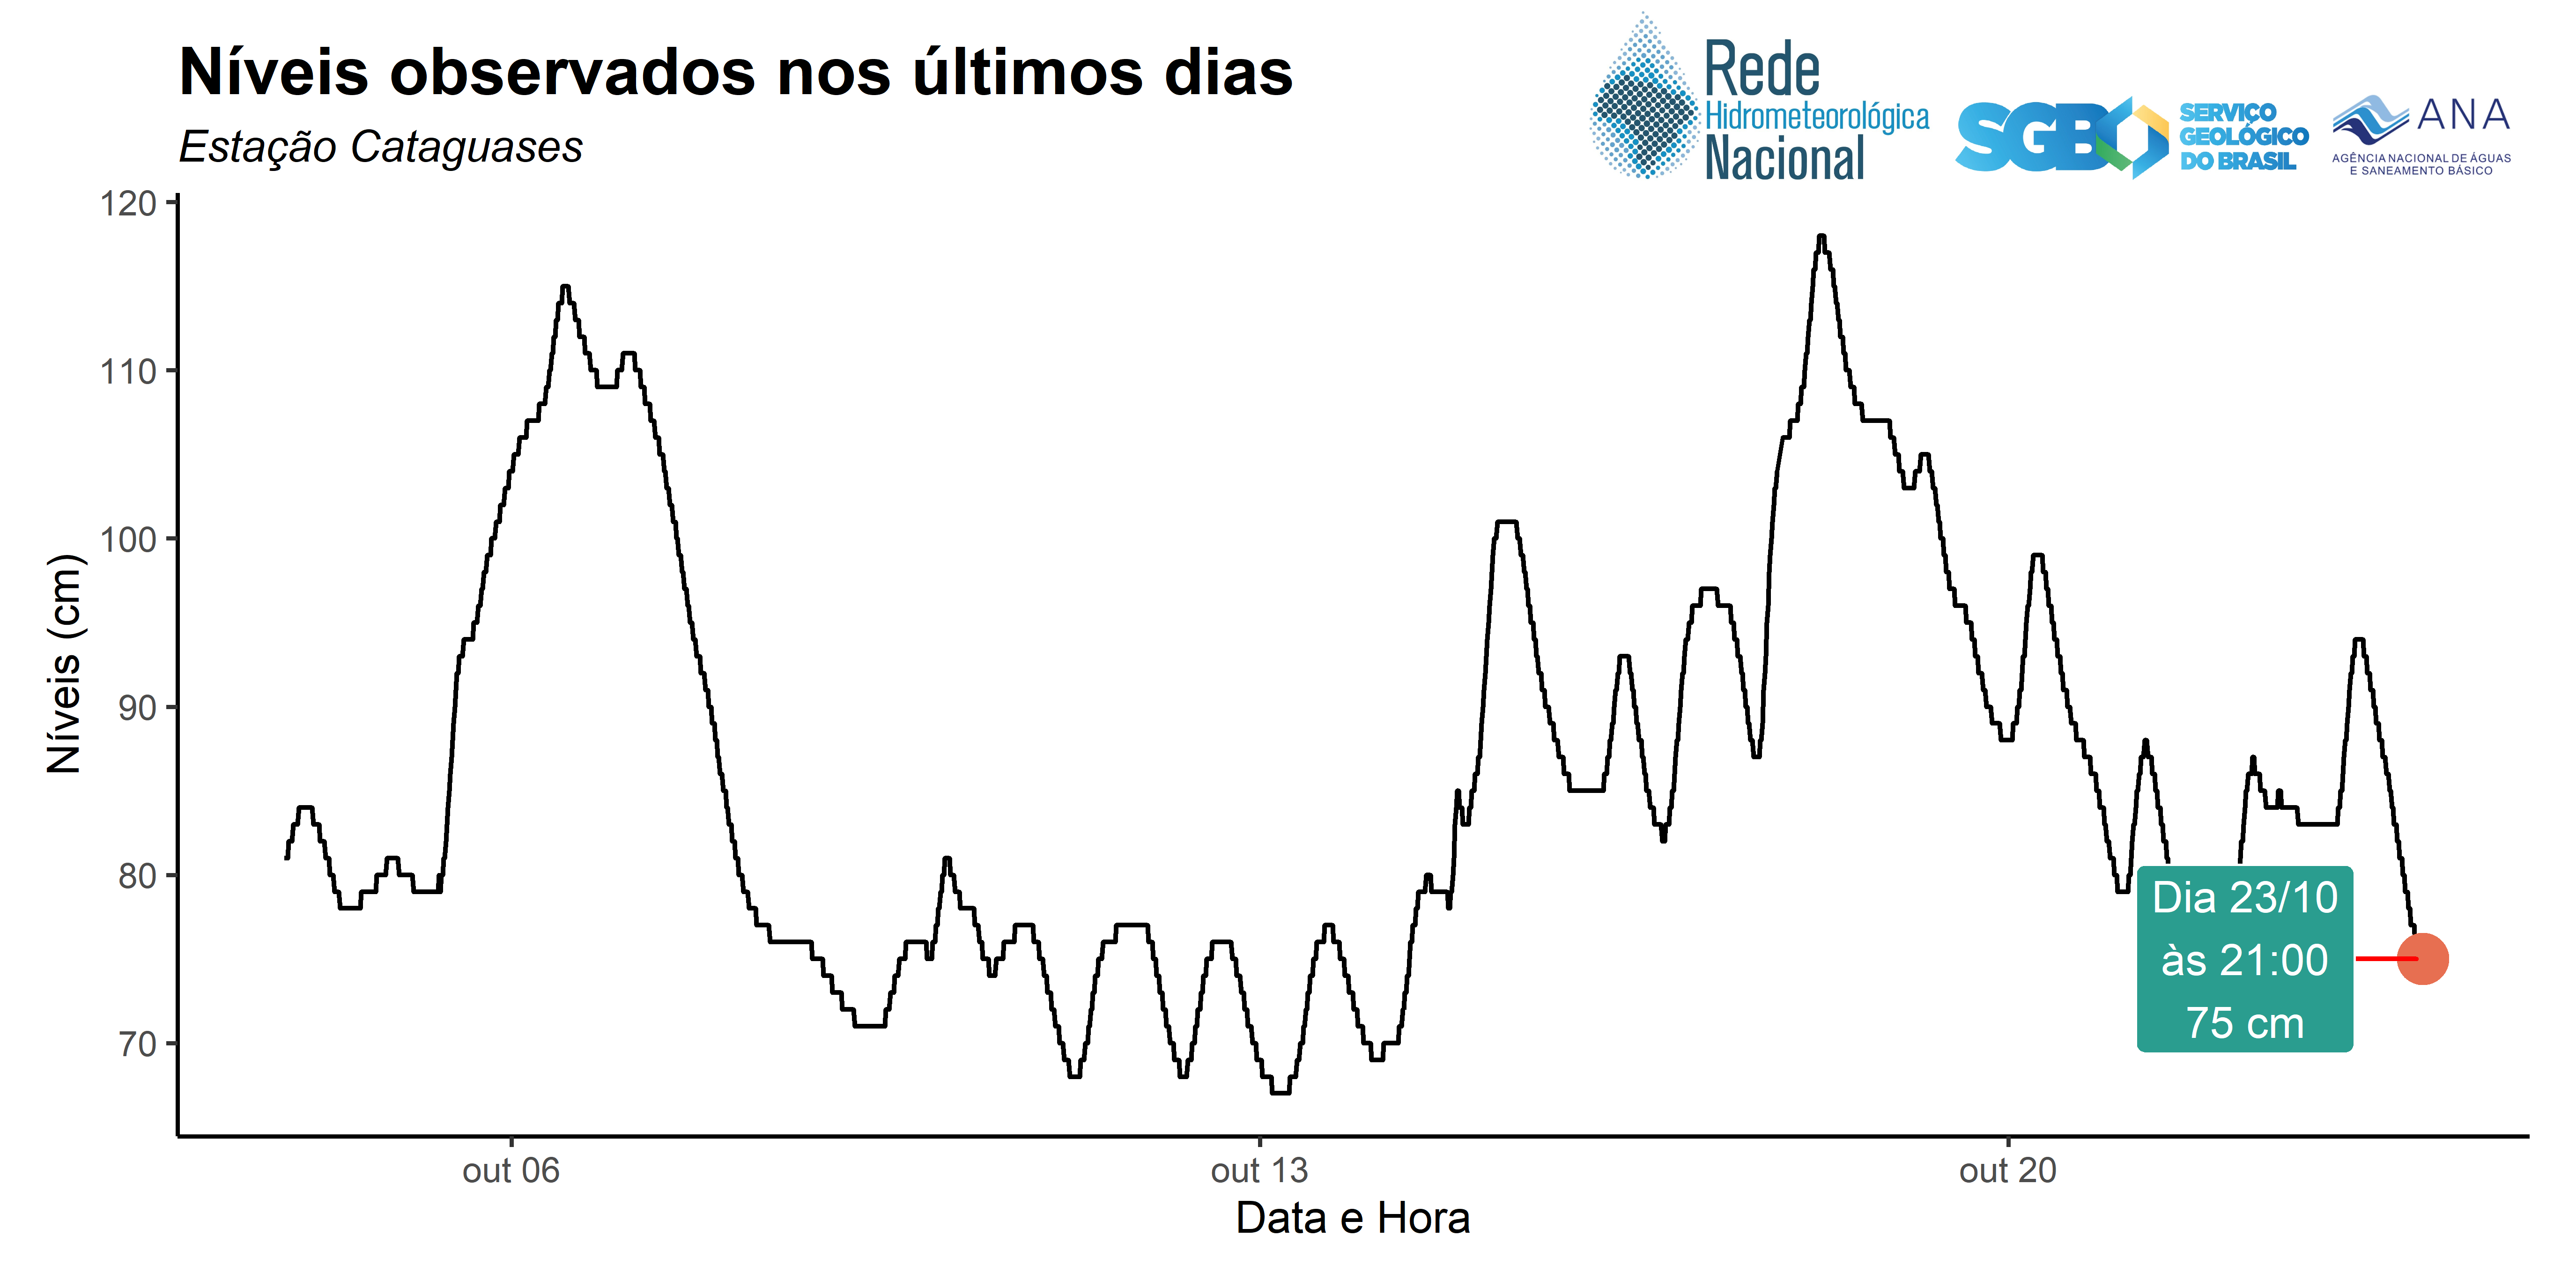 Níveis observados nos últimos dias
Estação Cataguases
Rede
Hidrometeorológica
Nacional
SGB
SERVIÇO
GEOLÓGICO
DO BRASIL
ANA
AGÊNCIA NACIONAL DE ÁGUAS
E SANEAMENTO BÁSICO
Níveis (cm)
120
110
100
90
80
70
Dia 23/10
às 21:00
75 cm
out 06
out 13
out 20
Data e Hora